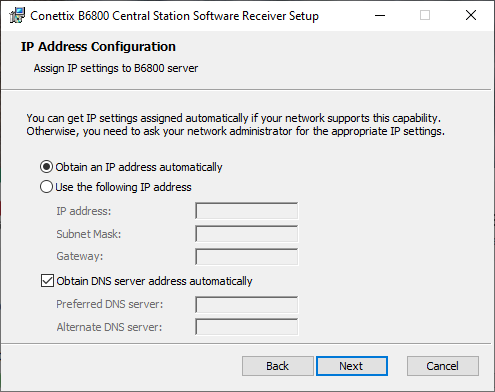 Conettix B6800 Central Station Software Receiver Setup
IP Address Configuration
Assign IP settings to B6800 server
You can get IP settings assigned automatically if your network supports this capability.
Otherwise, you need to ask your network administrator for the appropriate IP settings.
Obtain an IP address automatically
Use the following IP address
IP address:
Subnet Mask:
Gateway:
Obtain DNS server address automatically
Preferred DNS server:
Alternate DNS server:
Back Next Cancel